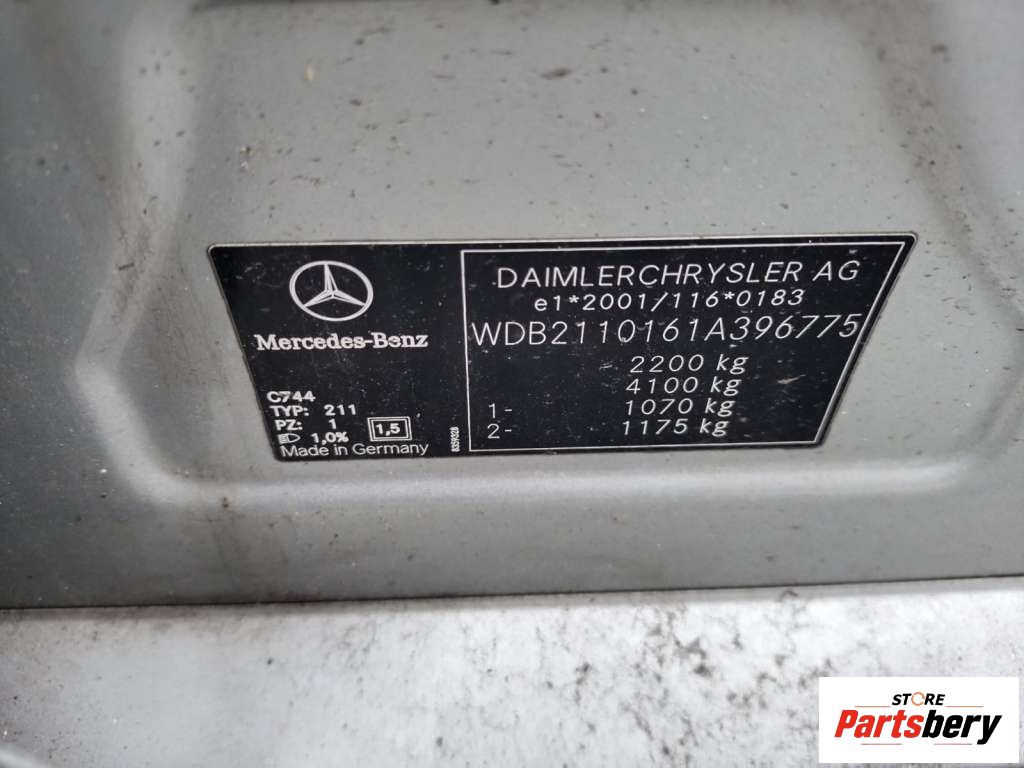 Mercedes-Benz
C744
TYP: 211
PZ: 1
1,0%
1,5
Made in Germany
8359328
DAIMLERCHRYSLER AG
e1*2001/116*0183
WDB2110161A396775
2200 kg
4100 kg
1- 1070 kg
2- 1175 kg
STORE
Partsbery